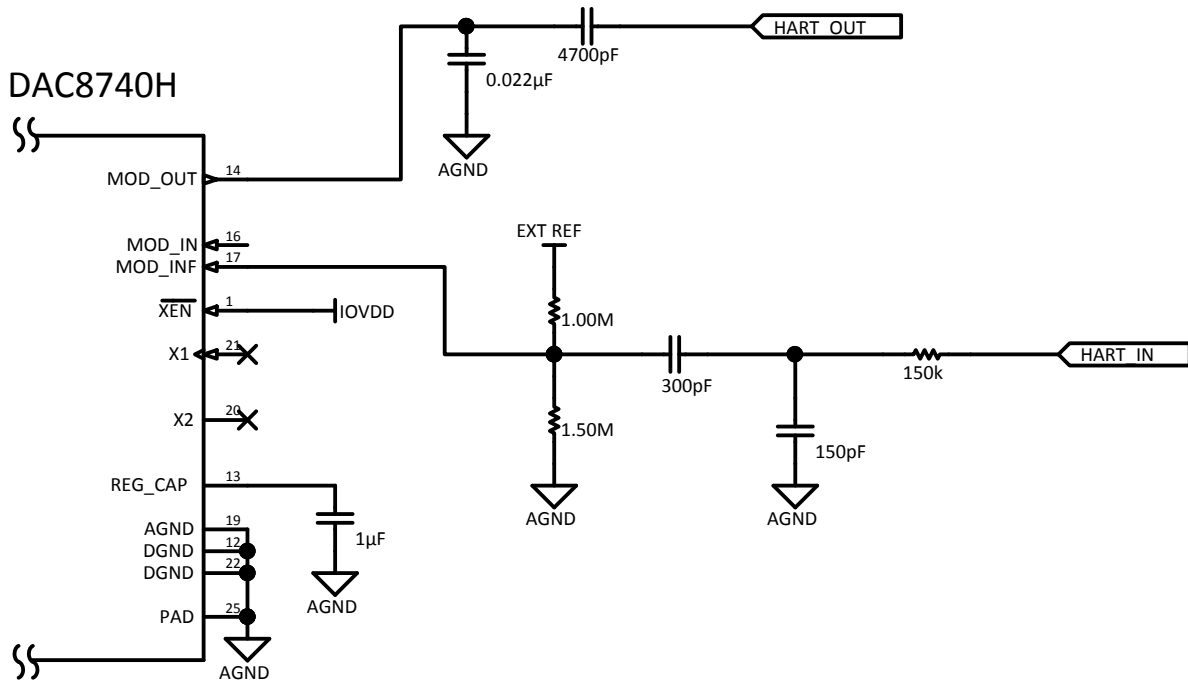 HART_OUT
4700pF
0.022µF
DAC8740H
AGND
MOD_OUT 14
MOD_IN 16
EXT REF
MOD_INF 17
XEN 1 IOVDD
1.00M
X1 21
HART_IN
300pF
150k
X2 20
1.50M
150pF
REG_CAP 13
AGND 19
AGND
AGND
1µF
DGND 12
DGND 22
AGND
PAD 25
AGND